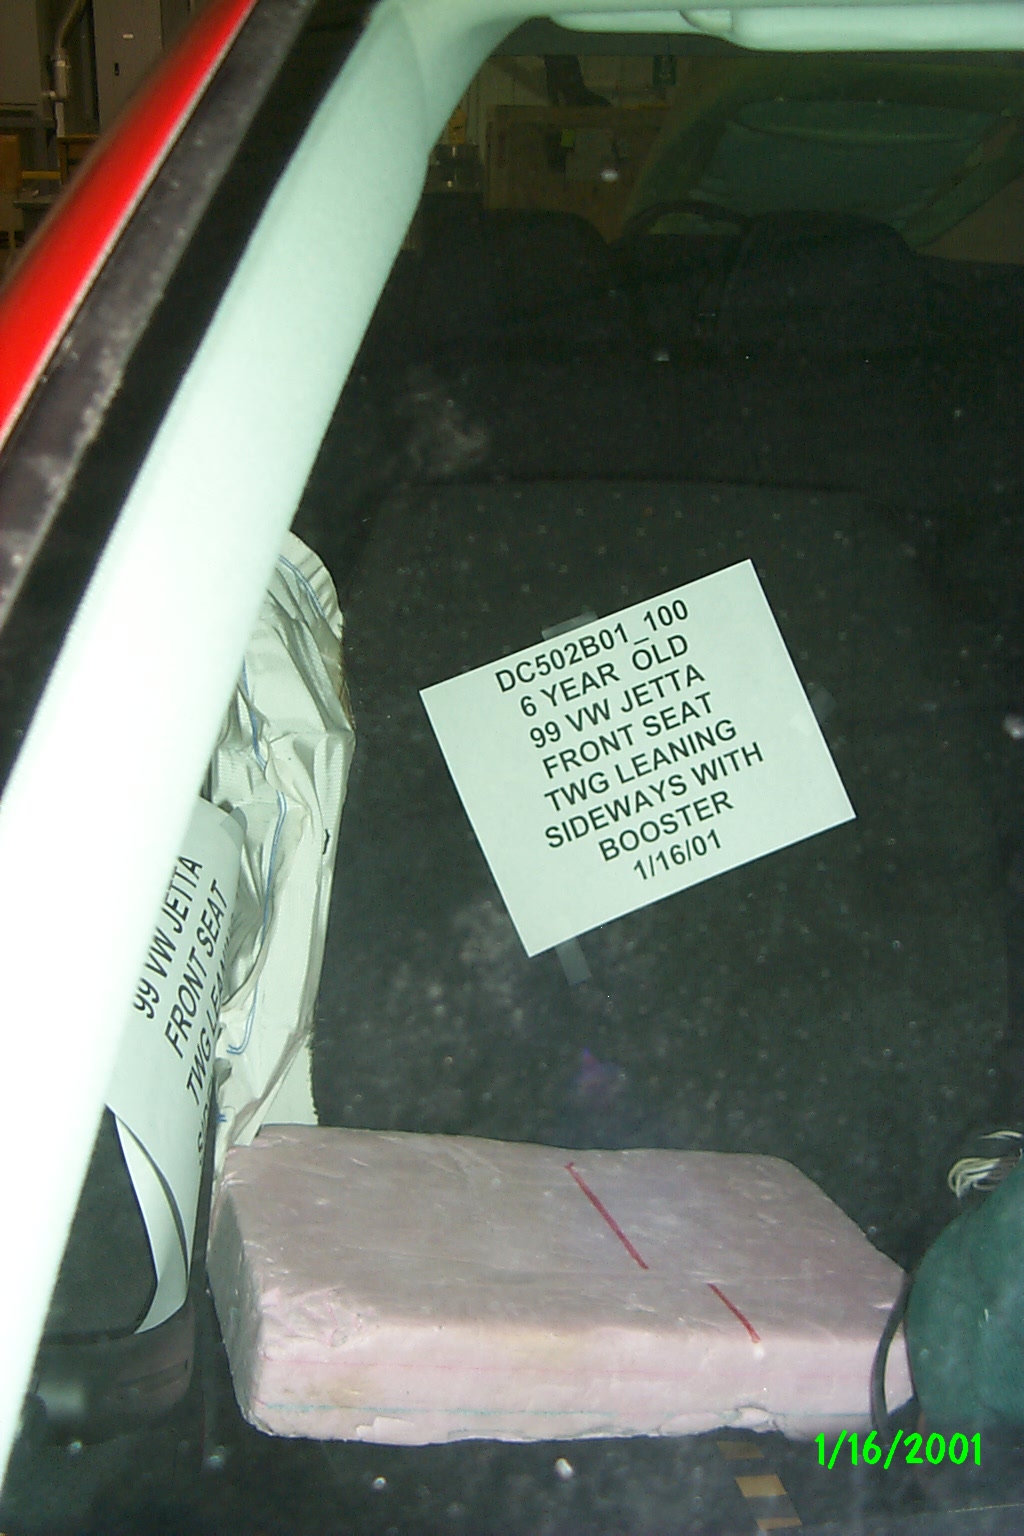 DC502B01_100
6 YEAR OLD
99 VW JETTA
FRONT SEAT
TWG LEANING
SIDEWAYS WITH
BOOSTER
1/16/01
99 VW JETTA
FRONT SEAT
TWG
1/16/2001